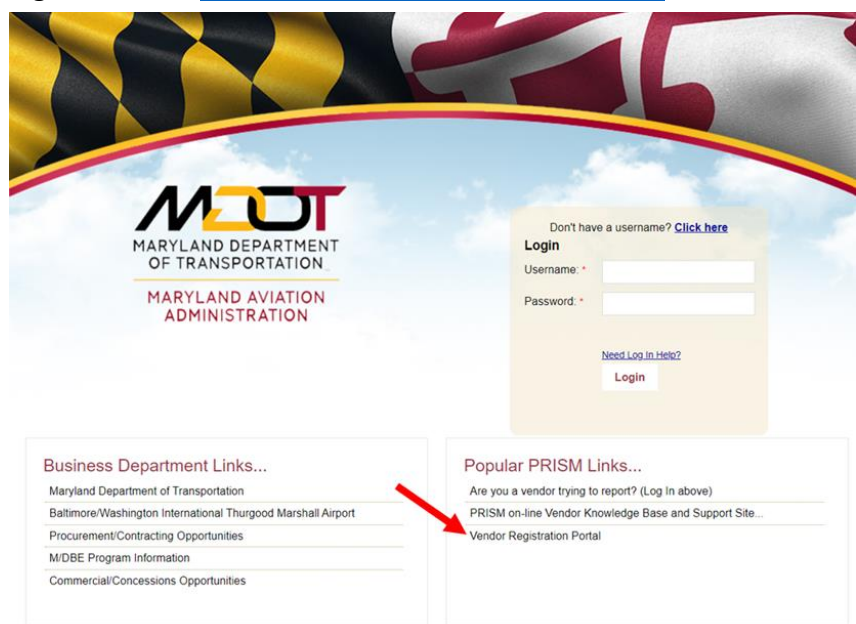 MDOT
MARYLAND DEPARTMENT
OF TRANSPORTATION
MARYLAND AVIATION
ADMINISTRATION
Don't have a username? Click here
Login
Username: *
Password: *
Need Log In Help?
Login
Business Department Links...
Maryland Department of Transportation
Baltimore/Washington International Thurgood Marshall Airport
Procurement/Contracting Opportunities
M/DBE Program Information
Commercial/Concessions Opportunities
Popular PRISM Links...
Are you a vendor trying to report? (Log In above)
PRISM on-line Vendor Knowledge Base and Support Site...
Vendor Registration Portal